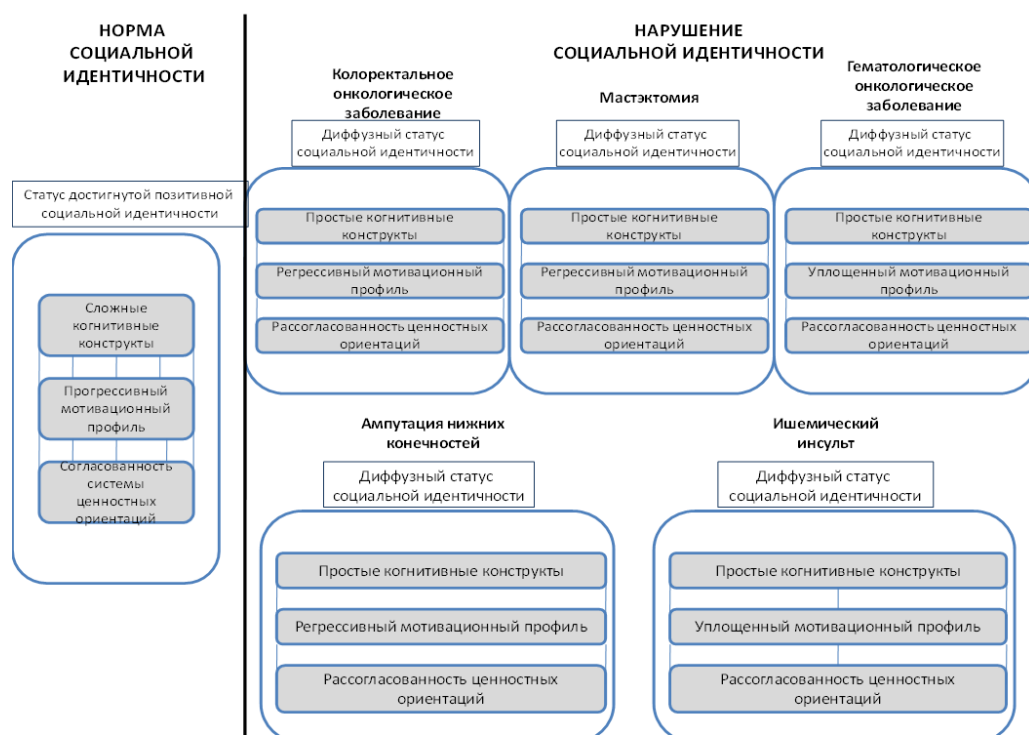 НОРМА
СОЦИАЛЬНОЙ
ИДЕНТИЧНОСТИ
Статус достигнутой позитивной
социальной идентичности
Сложные
когнитивные
конструкты
Прогрессивный
мотивационный
профиль
Согласованность
системы
ценностных
ориентаций
НАРУШЕНИЕ
СОЦИАЛЬНОЙ ИДЕНТИЧНОСТИ
Колоректальное
онкологическое
заболевание
Диффузный статус
социальной идентичности
Простые когнитивные
конструкты
Регрессивный мотивационный
профиль
Рассогласованность ценностных
ориентаций
Мастэктомия
Диффузный статус
социальной идентичности
Простые когнитивные
конструкты
Регрессивный мотивационный
профиль
Рассогласованность ценностных
ориентаций
Гематологическое
онкологическое
заболевание
Диффузный статус
социальной идентичности
Простые когнитивные
конструкты
Уплощенный мотивационный
профиль
Рассогласованность ценностных
ориентаций
Ампутация нижних
конечностей
Диффузный статус
социальной идентичности
Простые когнитивные конструкты
Регрессивный мотивационный профиль
Рассогласованность ценностных
ориентаций
Ишемический
инсульт
Диффузный статус
социальной идентичности
Простые когнитивные конструкты
Уплощенный мотивационный профиль
Рассогласованность ценностных
ориентаций